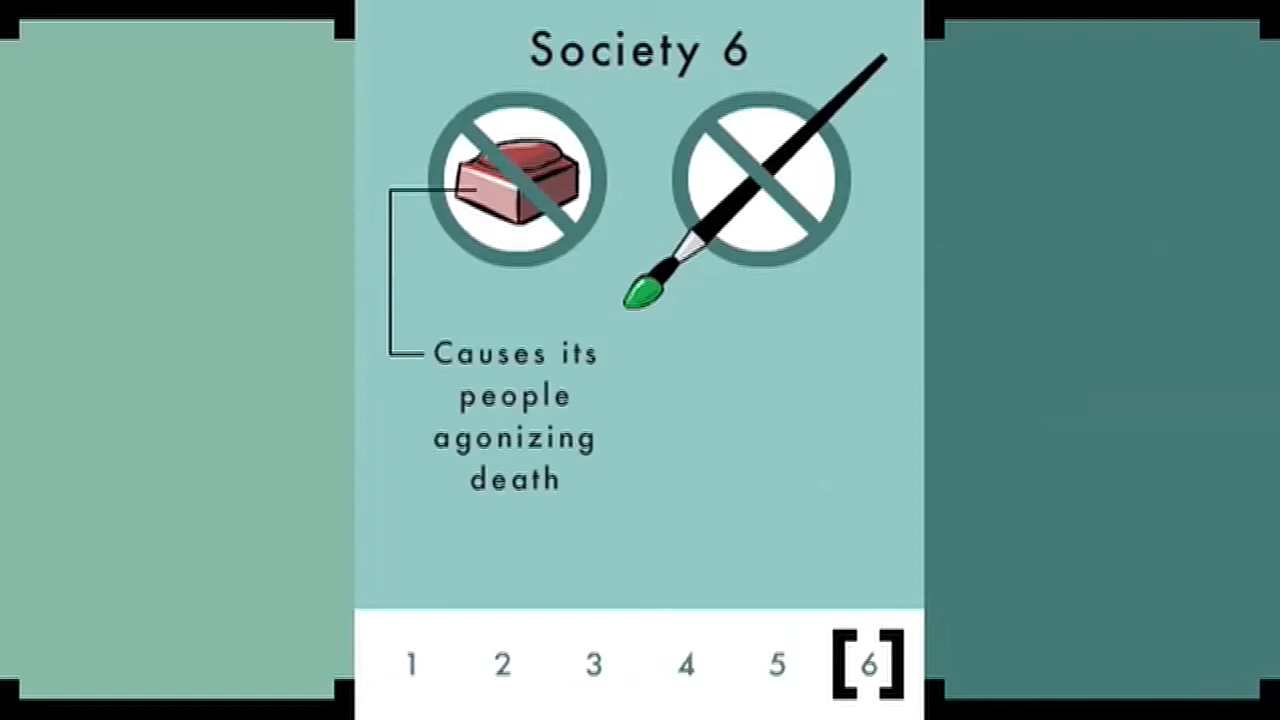 Society 6
Causes its
people
agonizing
death
1 2 3 4 5 [6]